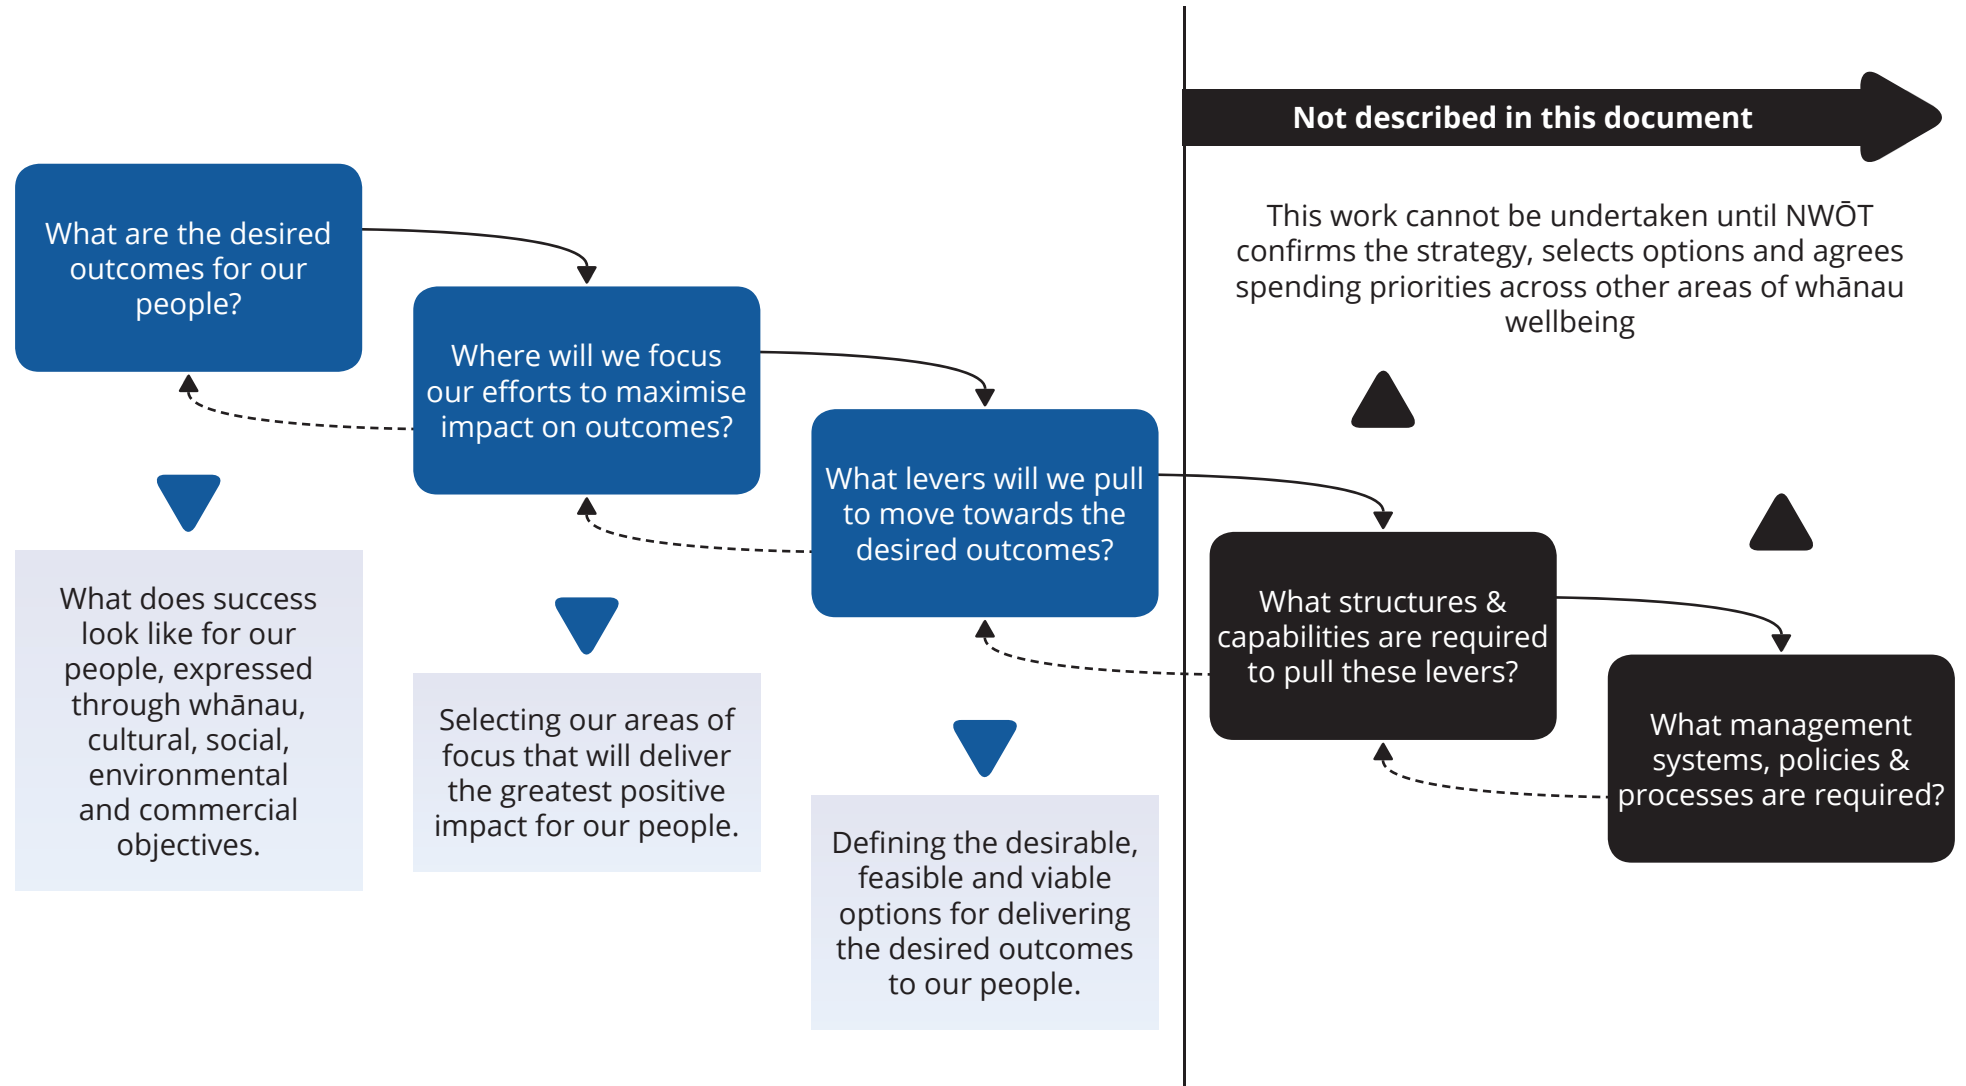 Not described in this document
This work cannot be undertaken until NWŌT
confirms the strategy, selects options and agrees
spending priorities across other areas of whānau
wellbeing
What are the desired
outcomes for our
people?
Where will we focus
our efforts to maximise
impact on outcomes?
What levers will we pull
to move towards the
desired outcomes?
What structures &
capabilities are required
to pull these levers?
What management
systems, policies &
processes are required?
What does success
look like for our
people, expressed
through whānau,
cultural, social,
environmental
and commercial
objectives.
Selecting our areas of
focus that will deliver
the greatest positive
impact for our people.
Defining the desirable,
feasible and viable
options for delivering
the desired outcomes
to our people.